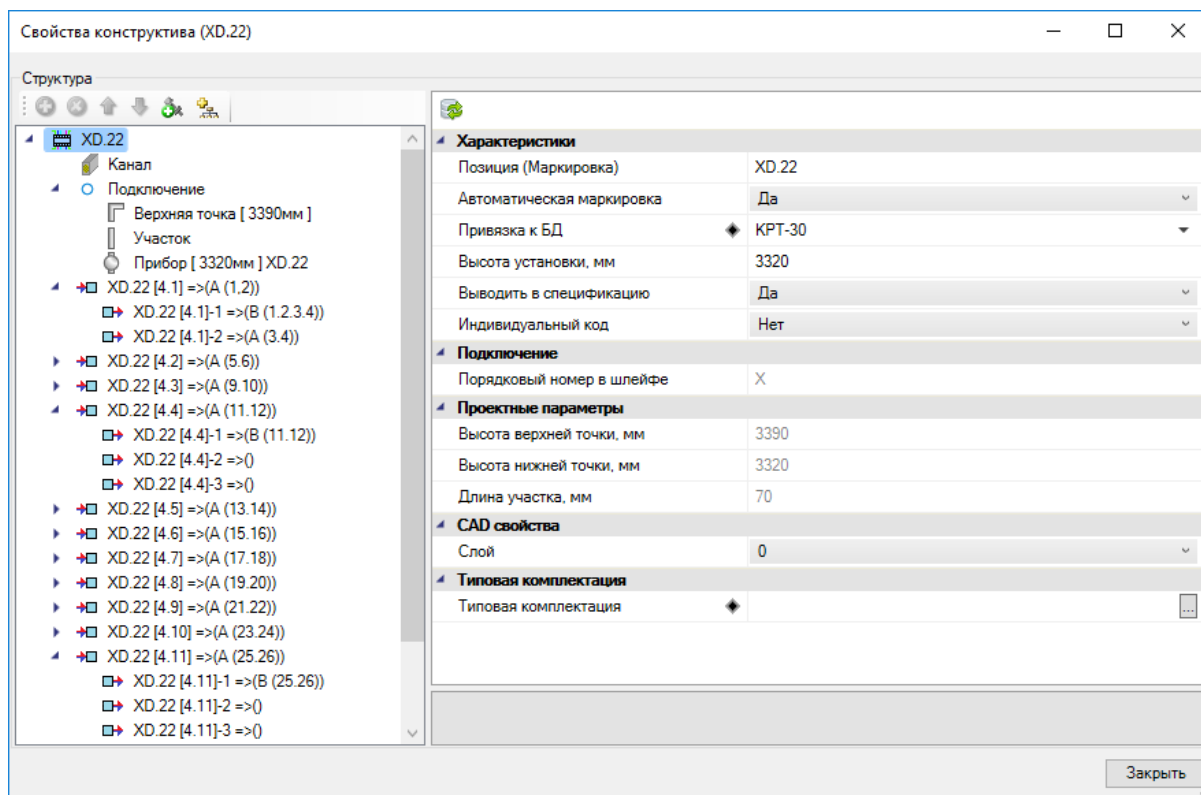 Свойства конструктива (XD.22)
Структура
XD.22
Канал
Подключение
Верхняя точка [ 3390мм ]
Участок
Прибор [ 3320мм ] XD.22
XD.22 [4.1] =>(A (1,2))
XD.22 [4.1]-1 =>(B (1.2.3.4))
XD.22 [4.1]-2 =>(A (3.4))
XD.22 [4.2] =>(A (5.6))
XD.22 [4.3] =>(A (9.10))
XD.22 [4.4] =>(A (11.12))
XD.22 [4.4]-1 =>(B (11.12))
XD.22 [4.4]-2 =>()
XD.22 [4.4]-3 =>()
XD.22 [4.5] =>(A (13.14))
XD.22 [4.6] =>(A (15.16))
XD.22 [4.7] =>(A (17.18))
XD.22 [4.8] =>(A (19.20))
XD.22 [4.9] =>(A (21.22))
XD.22 [4.10] =>(A (23.24))
XD.22 [4.11] =>(A (25.26))
XD.22 [4.11]-1 =>(B (25.26))
XD.22 [4.11]-2 =>()
XD.22 [4.11]-3 =>()
Характеристики
Позиция (Маркировка) XD.22
Автоматическая маркировка Да
Привязка к БД КРТ-30
Высота установки, мм 3320
Выводить в спецификацию Да
Индивидуальный код Нет
Подключение
Порядковый номер в шлейфе X
Проектные параметры
Высота верхней точки, мм 3390
Высота нижней точки, мм 3320
Длина участка, мм 70
CAD свойства
Слой 0
Типовая комплектация
Типовая комплектация ...
Закрыть